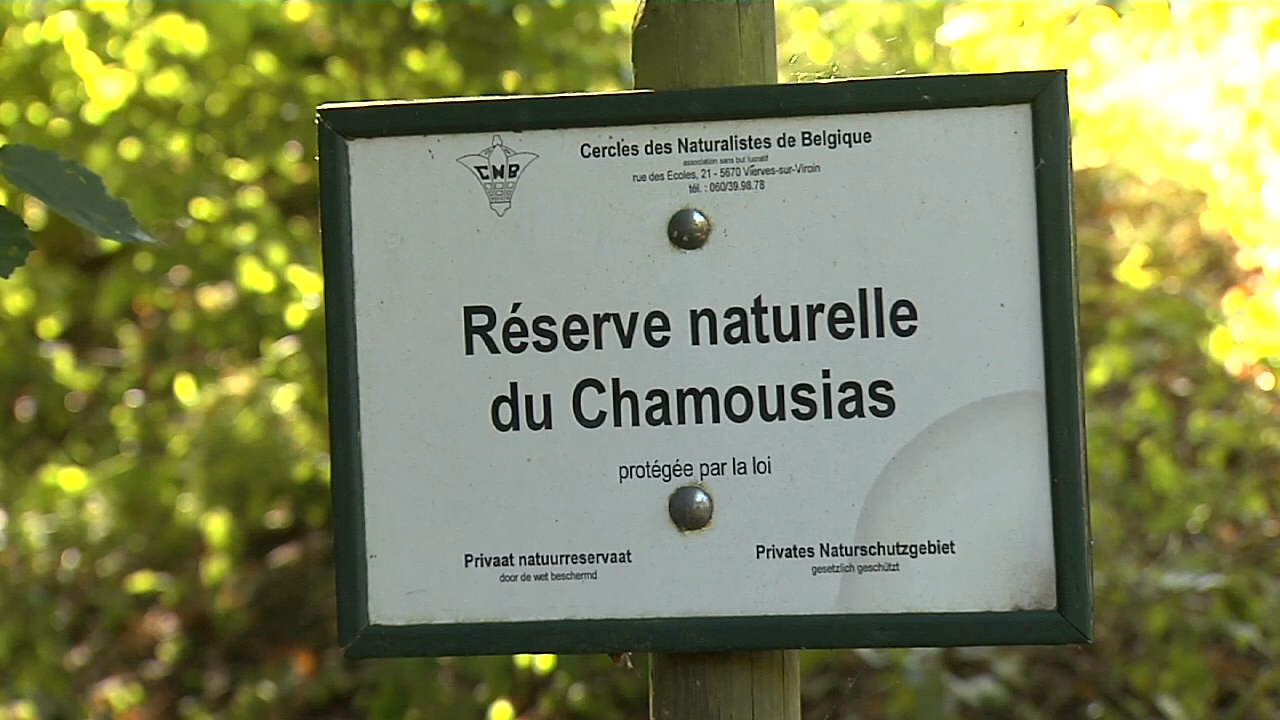 CNB
Cercles des Naturalistes de Belgique
association sans but lucratif
rue des Ecoles, 21 - 5670 Vierves-sur-Viroin
tél. : 060/39.98.78
Réserve naturelle
du Chamousias
protégée par la loi
Privaat natuurreservaat
door de wet beschermd
Privates Naturschutzgebiet
gesetzlich geschützt